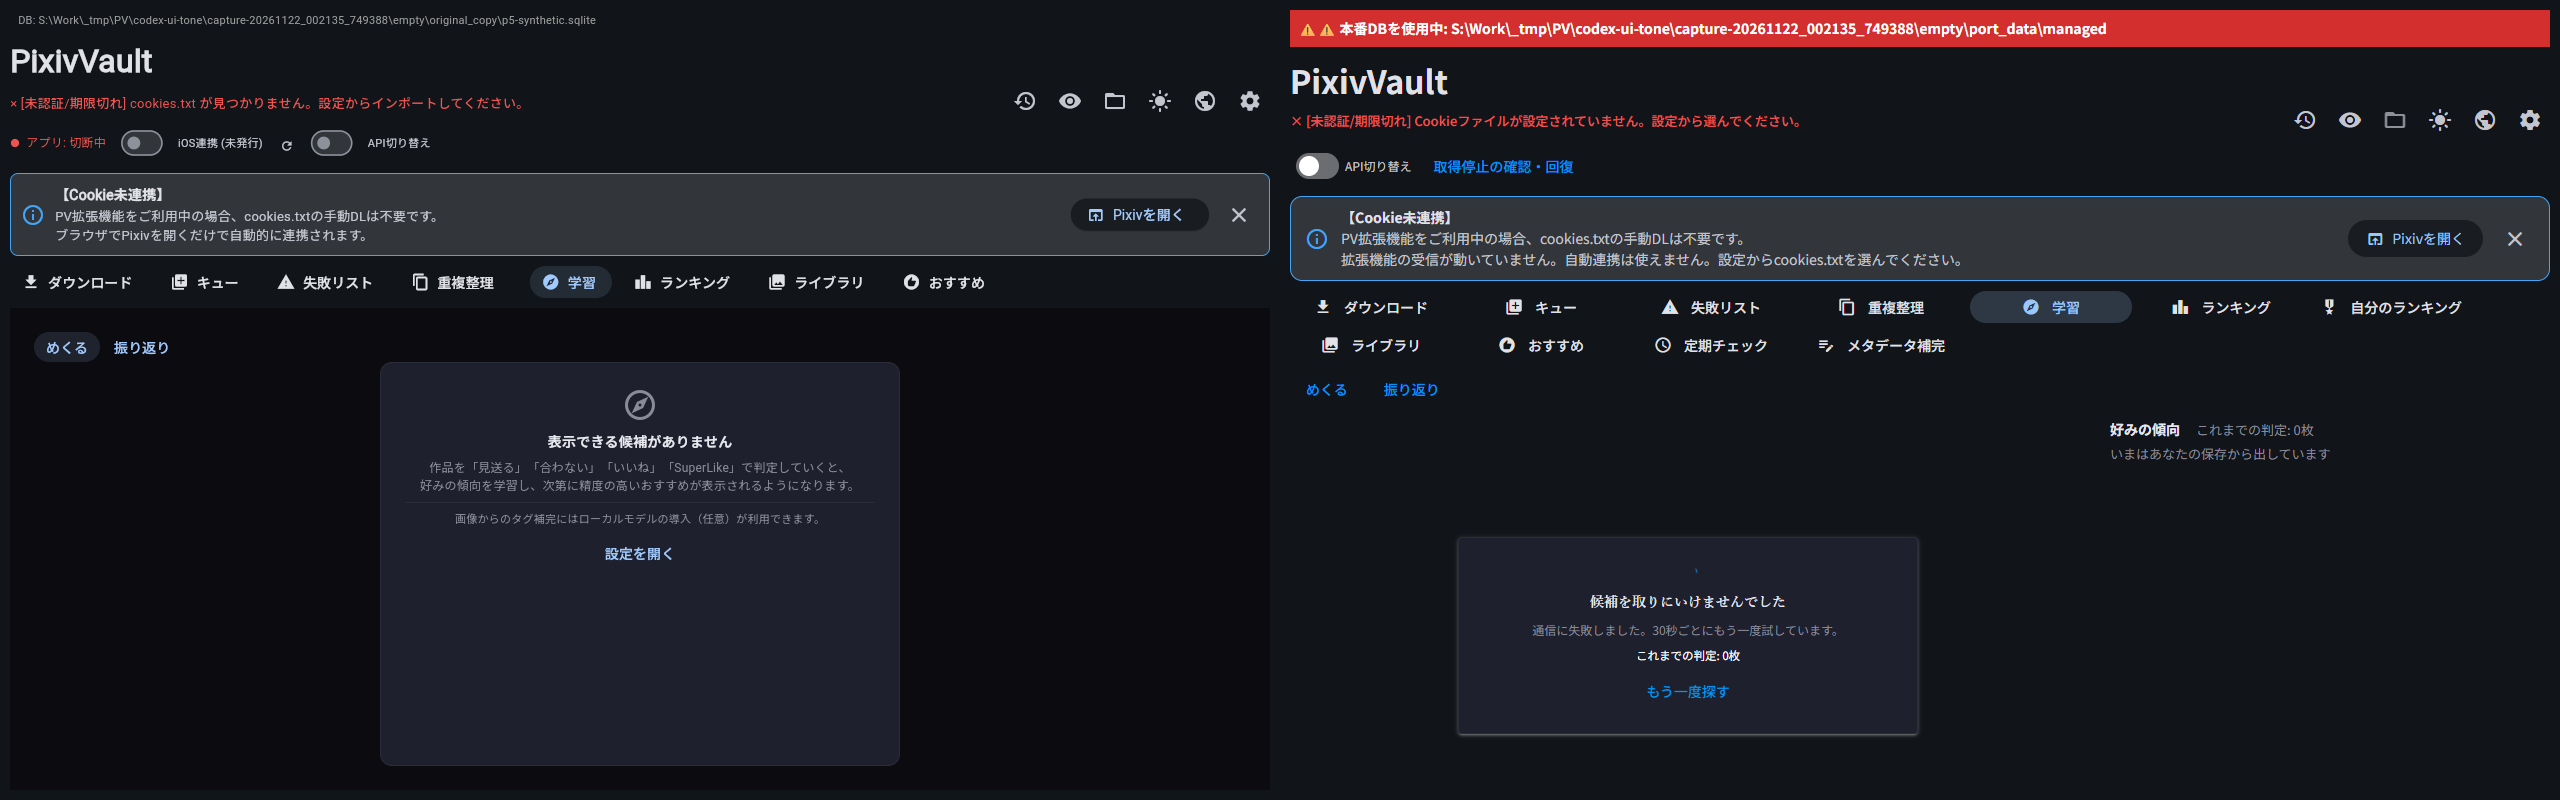 DB: S:\Work\_tmp\PV\codex-ui-tone\capture-20261122_002135_749388\empty\original_copy\p5-synthetic.sqlite
PixivVault
× [未認証/期限切れ] cookies.txt が見つかりません。設定からインポートしてください。
● アプリ: 切断中 iOS連携 (未発行) API切り替え
【Cookie未連携】
PV拡張機能をご利用中の場合、cookies.txtの手動DLは不要です。
ブラウザでPixivを開くだけで自動的に連携されます。
Pixivを開く
ダウンロード キュー 失敗リスト 重複整理 学習 ランキング ライブラリ おすすめ
めくる 振り返り
表示できる候補がありません
作品を「見送る」「合わない」「いいね」「SuperLike」で判定していくと、
好みの傾向を学習し、次第に精度の高いおすすめが表示されるようになります。
画像からのタグ補完にはローカルモデルの導入（任意）が利用できます。
設定を開く
本番DBを使用中: S:\Work\_tmp\PV\codex-ui-tone\capture-20261122_002135_749388\empty\port_data\managed
PixivVault
× [未認証/期限切れ] Cookieファイルが設定されていません。設定から選んでください。
API切り替え 取得停止の確認・回復
【Cookie未連携】
PV拡張機能をご利用中の場合、cookies.txtの手動DLは不要です。
拡張機能の受信が動いていません。自動連携は使えません。設定からcookies.txtを選んでください。
Pixivを開く
ダウンロード キュー 失敗リスト 重複整理 学習 ランキング 自分のランキング
ライブラリ おすすめ 定期チェック メタデータ補完
めくる 振り返り
好みの傾向 これまでの判定: 0枚
いまはあなたの保存から出しています
候補を取りにいけませんでした
通信に失敗しました。30秒ごとにもう一度試しています。
これまでの判定: 0枚
もう一度探す